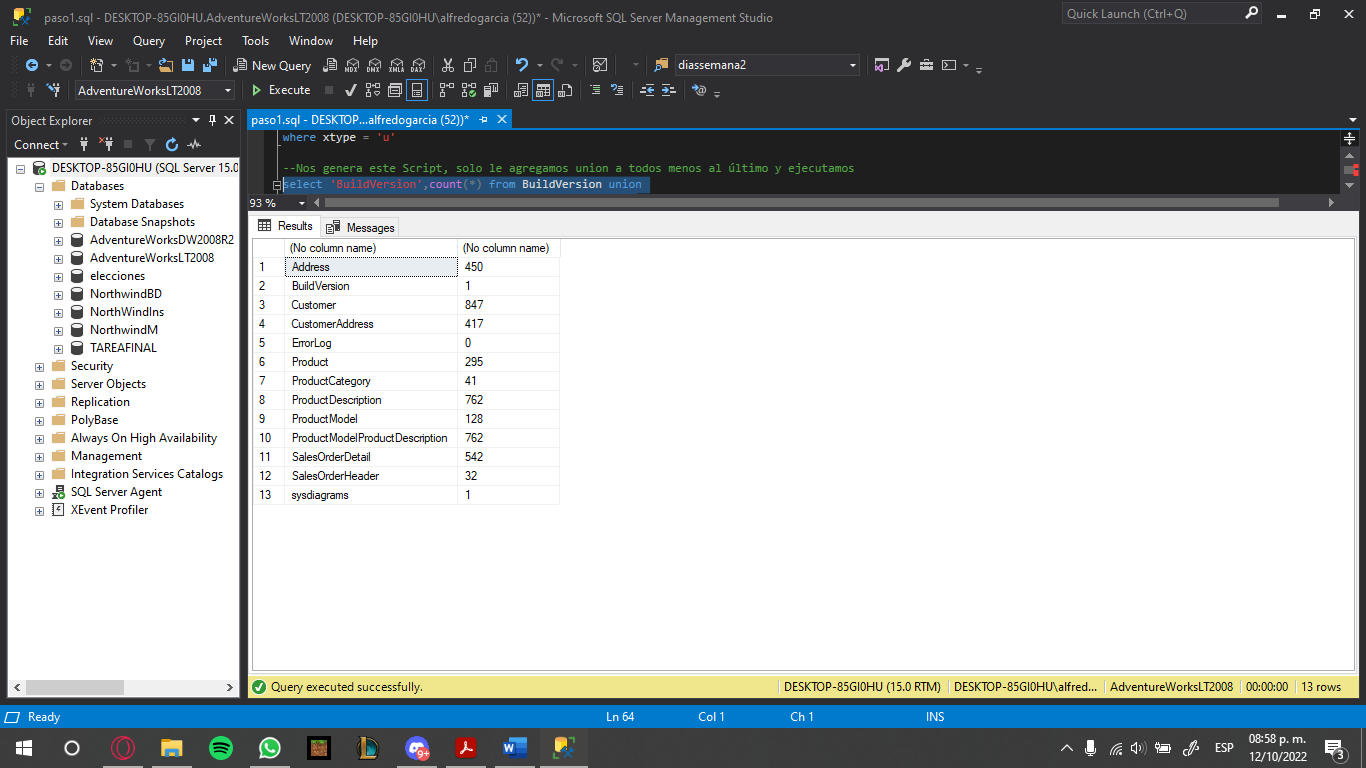 paso1.sql - DESKTOP-85GI0HU.AdventureWorksLT2008 (DESKTOP-85GI0HU\alfredogarcia (52))* - Microsoft SQL Server Management Studio
Quick Launch (Ctrl+Q)
File Edit View Query Project Tools Window Help
New Query
MDX DMX XMLA DAX
diassemana2
AdventureWorksLT2008
Execute
Object Explorer
paso1.sql - DESKTOP...alfredogarcia (52))*
Connect
where xtype = 'u'
--Nos genera este Script, solo le agregamos union a todos menos al último y ejecutamos
select 'BuildVersion',count(*) from BuildVersion union
93 %
DESKTOP-85GI0HU (SQL Server 15.0
Databases
System Databases
Database Snapshots
AdventureWorksDW2008R2
AdventureWorksLT2008
elecciones
NorthwindBD
NorthWindIns
NorthwindM
TAREAFINAL
Security
Server Objects
Replication
PolyBase
Always On High Availability
Management
Integration Services Catalogs
SQL Server Agent
XEvent Profiler
Results Messages
(No column name) (No column name)
1 Address 450
2 BuildVersion 1
3 Customer 847
4 CustomerAddress 417
5 ErrorLog 0
6 Product 295
7 ProductCategory 41
8 ProductDescription 762
9 ProductModel 128
10 ProductModelProductDescription 762
11 SalesOrderDetail 542
12 SalesOrderHeader 32
13 sysdiagrams 1
Query executed successfully.
DESKTOP-85GI0HU (15.0 RTM) DESKTOP-85GI0HU\alfred... AdventureWorksLT2008 00:00:00 13 rows
Ready
Ln 64 Col 1 Ch 1 INS
9+
ESP
08:58 p. m.
12/10/2022
3